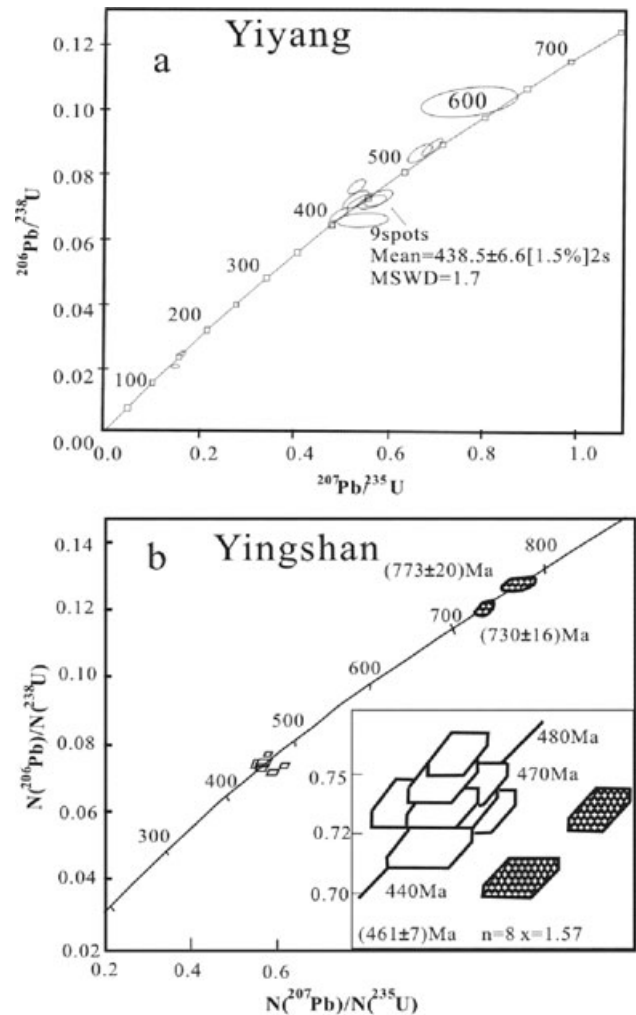 a Yiyang
0.12
0.10
0.08
0.06
0.04
0.02
0.00
206Pb/238U
700
600
500
400
300
200
100
9spots
Mean=438.5±6.6[1.5%]2s
MSWD=1.7
0.0 0.2 0.4 0.6 0.8 1.0
207Pb/235U
b Yingshan
0.14
0.12
0.10
0.08
0.06
0.04
0.02
N(206Pb)/N(238U)
800
(773±20)Ma
700
(730±16)Ma
600
500
400
300
480Ma
0.75
470Ma
0.72
0.70
440Ma
(461±7)Ma n=8 x=1.57
0.2 0.4 0.6
N(207Pb)/N(235U)